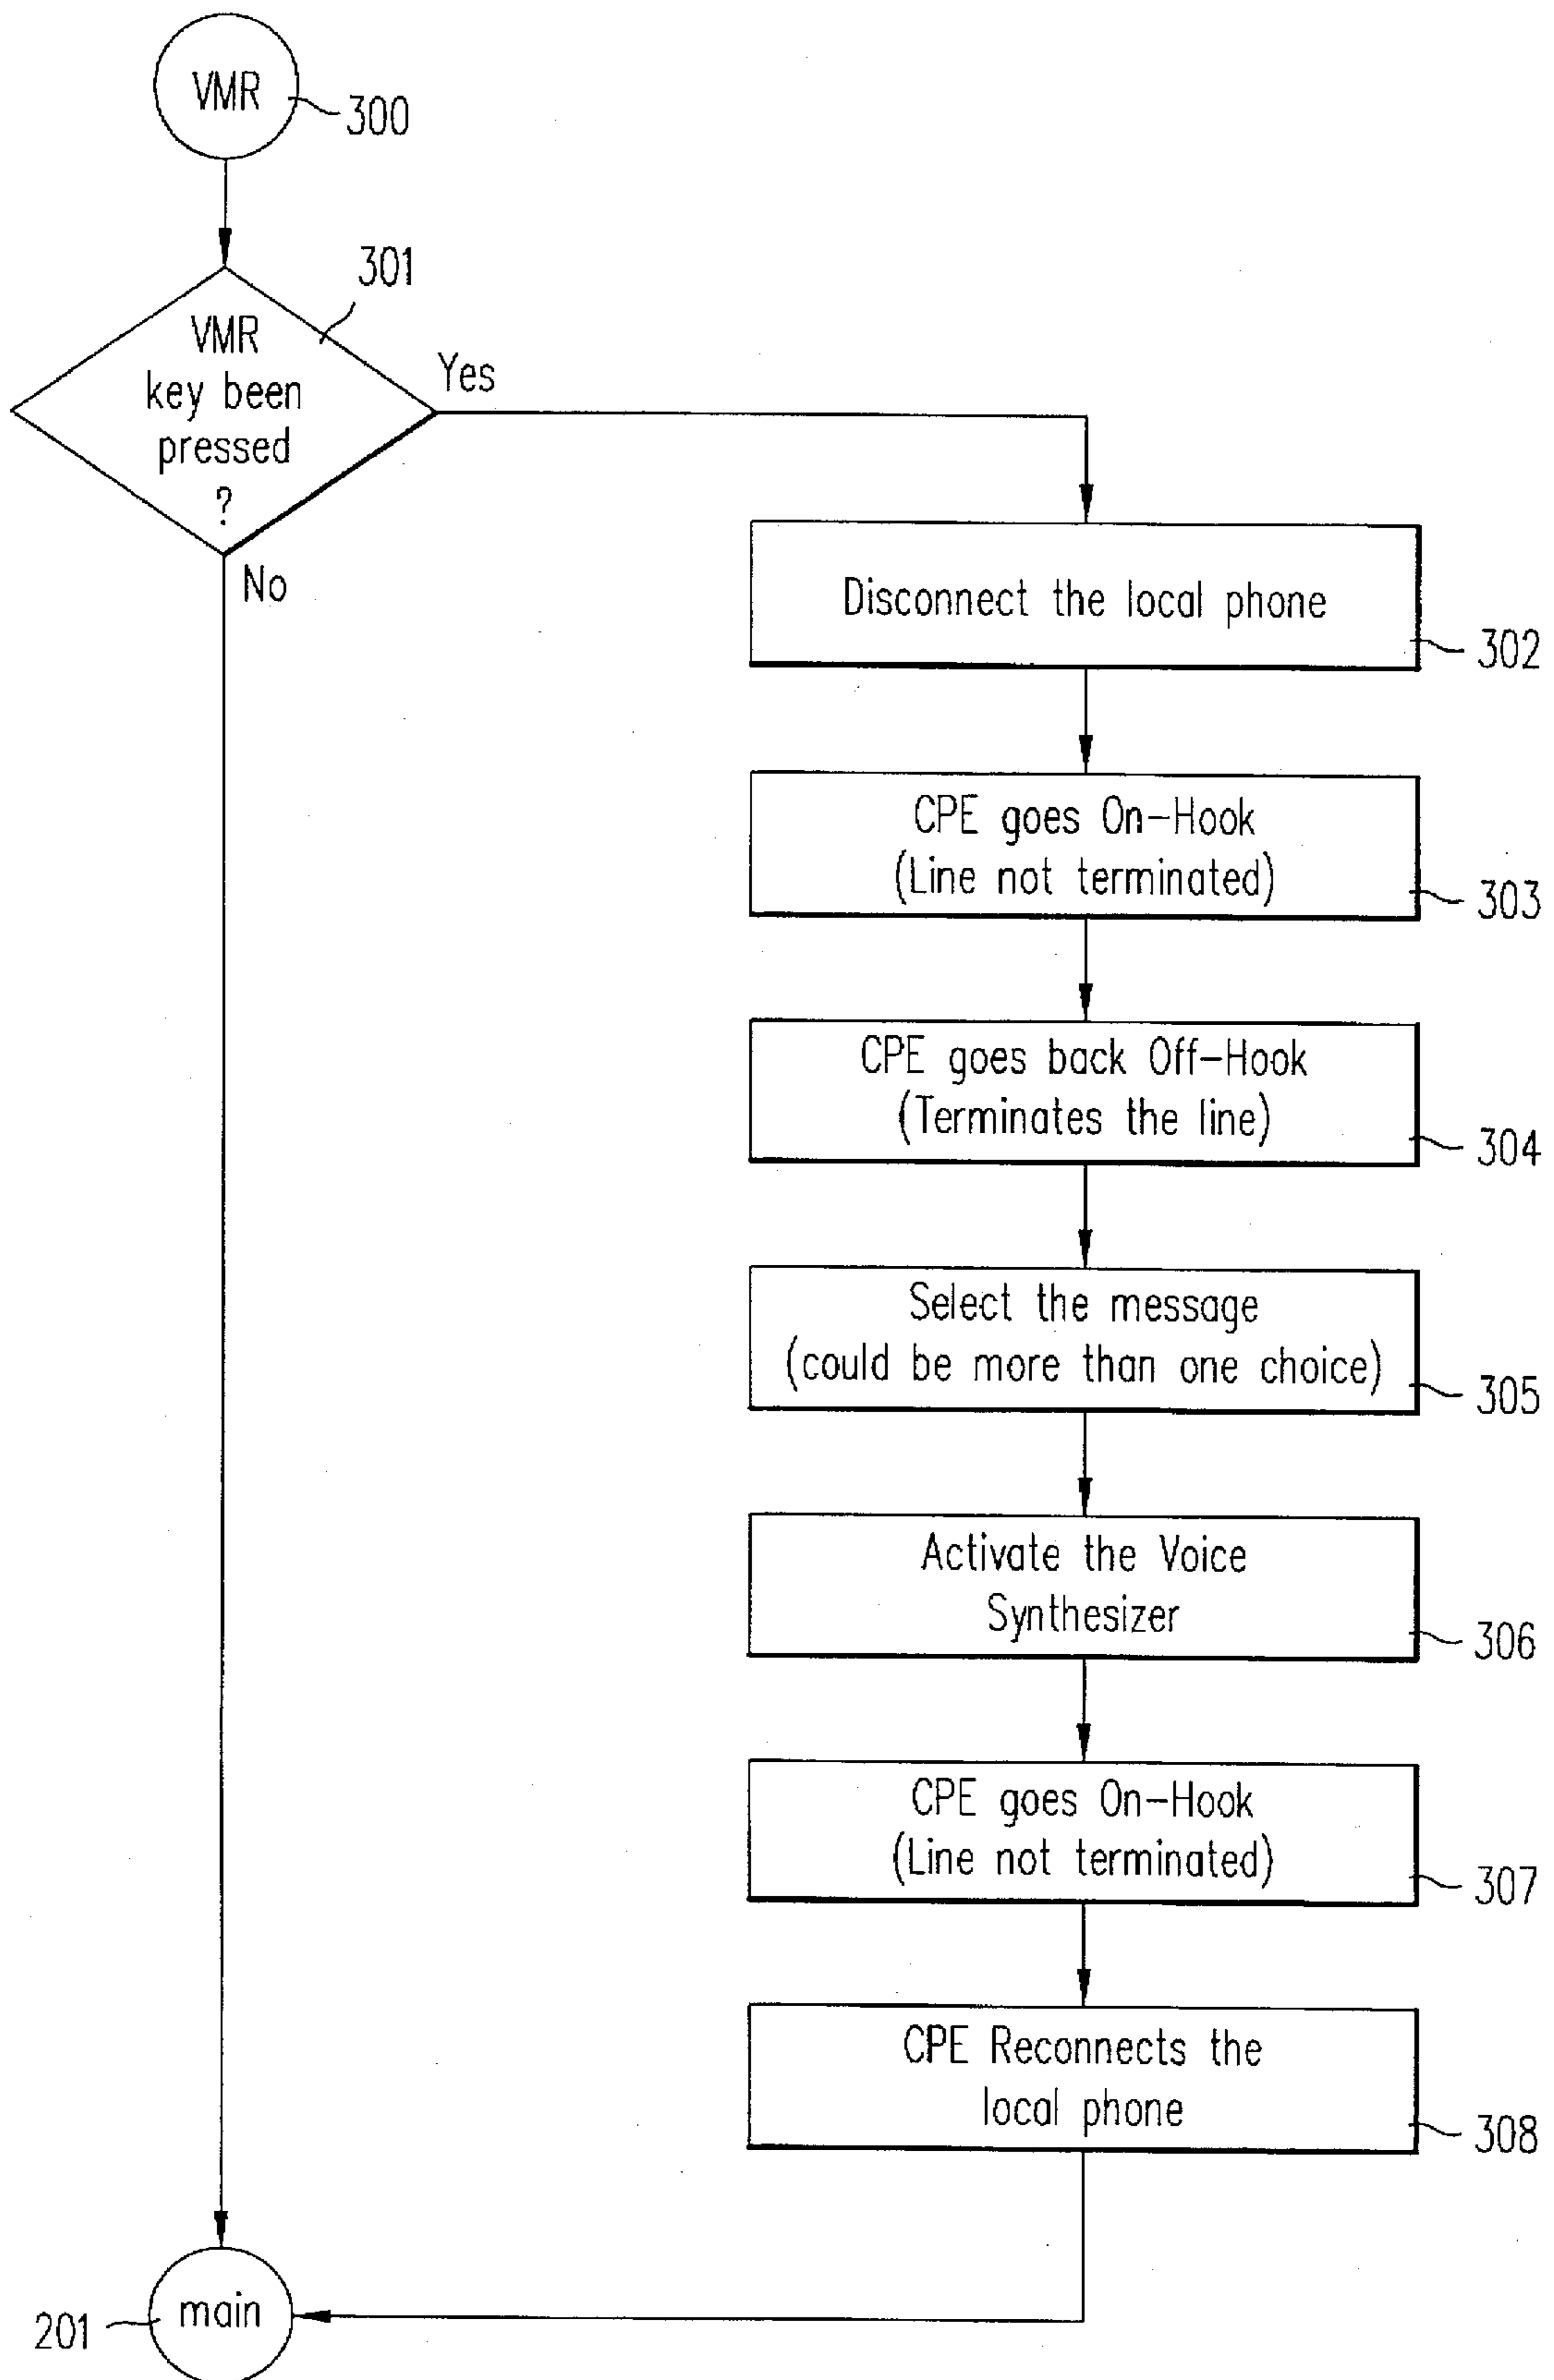 VMR
300
301
VMR
key been
pressed
?
Yes
No
Disconnect the local phone
302
CPE goes On-Hook
(Line not terminated)
303
CPE goes back Off-Hook
(Terminates the line)
304
Select the message
(could be more than one choice)
305
Activate the Voice
Synthesizer
306
CPE goes On-Hook
(Line not terminated)
307
CPE Reconnects the
local phone
308
main
201